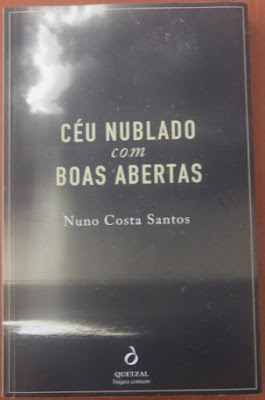 CÉU NUBLADO
com
BOAS ABERTAS
Nuno Costa Santos
QUETZAL
língua comum